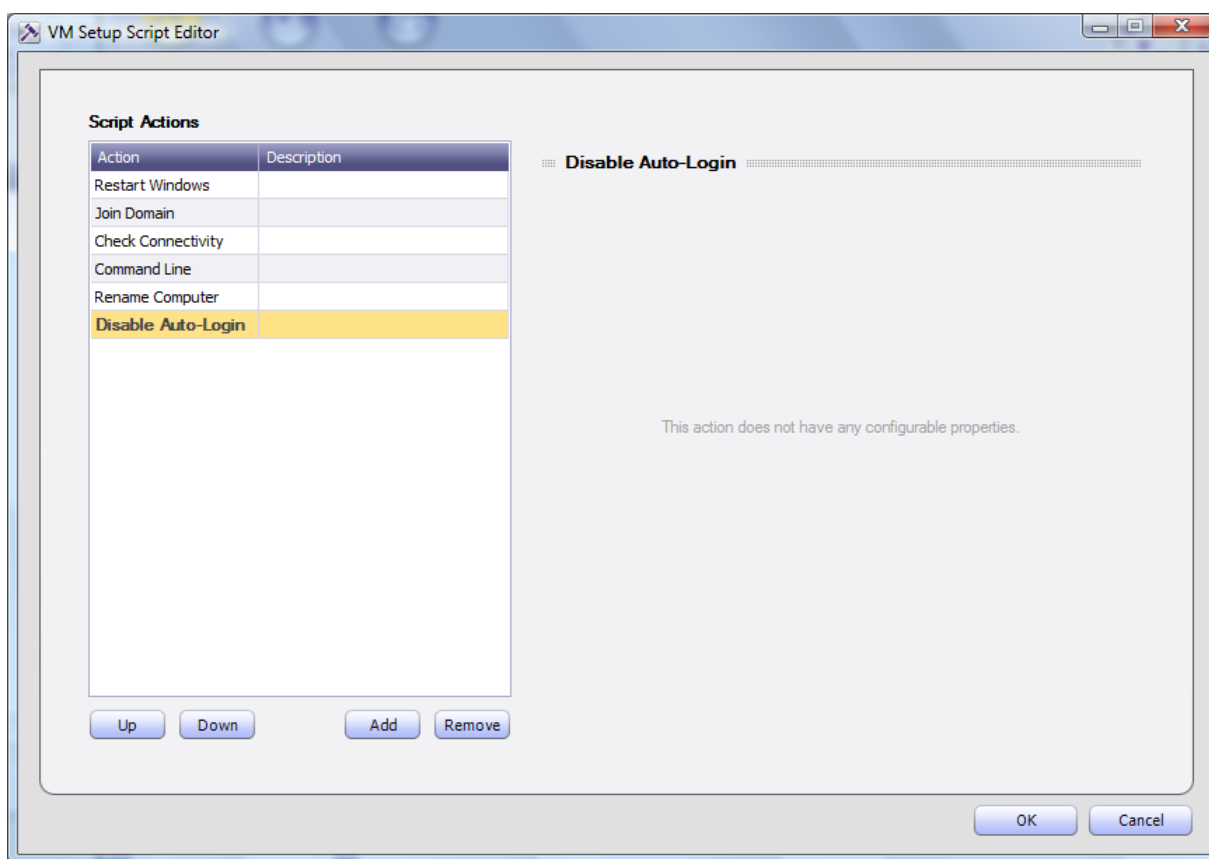 VM Setup Script Editor
Script Actions
Action Description
Restart Windows
Join Domain
Check Connectivity
Command Line
Rename Computer
Disable Auto-Login
Disable Auto-Login
This action does not have any configurable properties.
Up Down Add Remove
OK Cancel